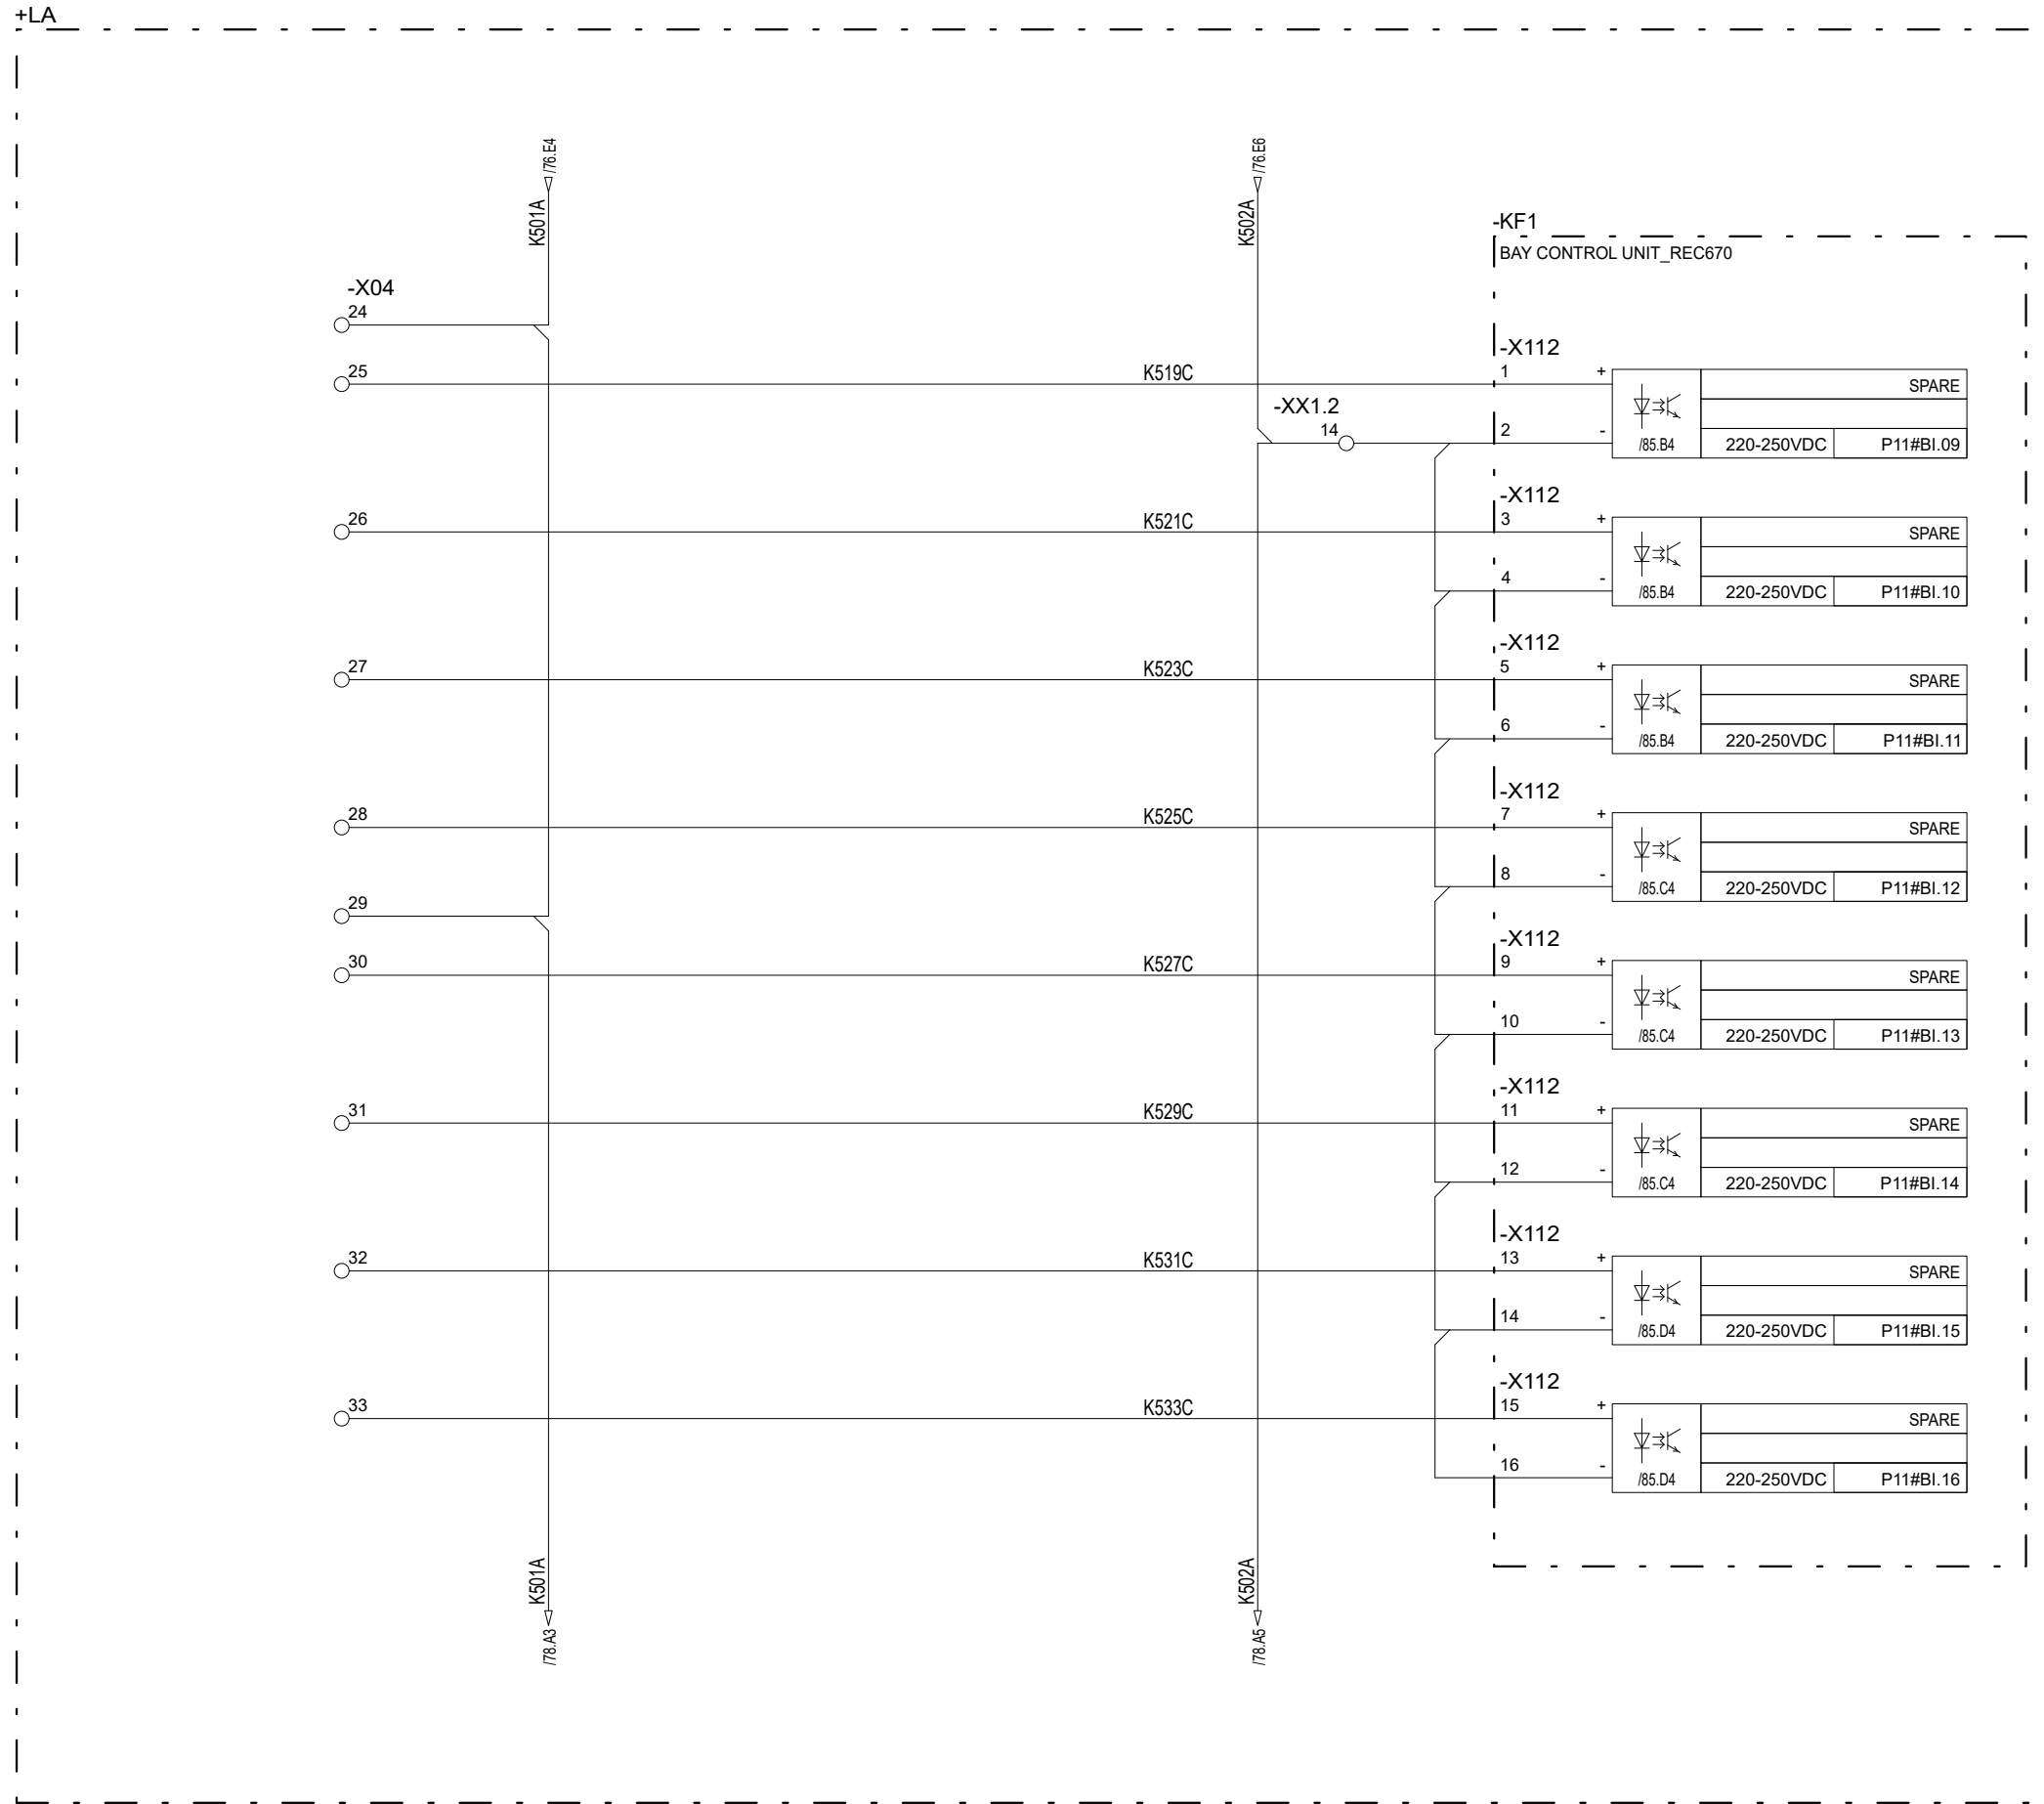 +LA
/76.E4
/76.E6
K501A
K502A
-KF1
BAY CONTROL UNIT_REC670
-X04
24
-X112
25 K519C 1 + SPARE
-XX1.2
14 2 - /85.B4 220-250VDC P11#BI.09
-X112
26 K521C 3 + SPARE
4 - /85.B4 220-250VDC P11#BI.10
-X112
27 K523C 5 + SPARE
6 - /85.B4 220-250VDC P11#BI.11
-X112
28 K525C 7 + SPARE
8 - /85.C4 220-250VDC P11#BI.12
29
-X112
30 K527C 9 + SPARE
10 - /85.C4 220-250VDC P11#BI.13
-X112
31 K529C 11 + SPARE
12 - /85.C4 220-250VDC P11#BI.14
-X112
32 K531C 13 + SPARE
14 - /85.D4 220-250VDC P11#BI.15
-X112
33 K533C 15 + SPARE
16 - /85.D4 220-250VDC P11#BI.16
K501A
K502A
/78.A3
/78.A5